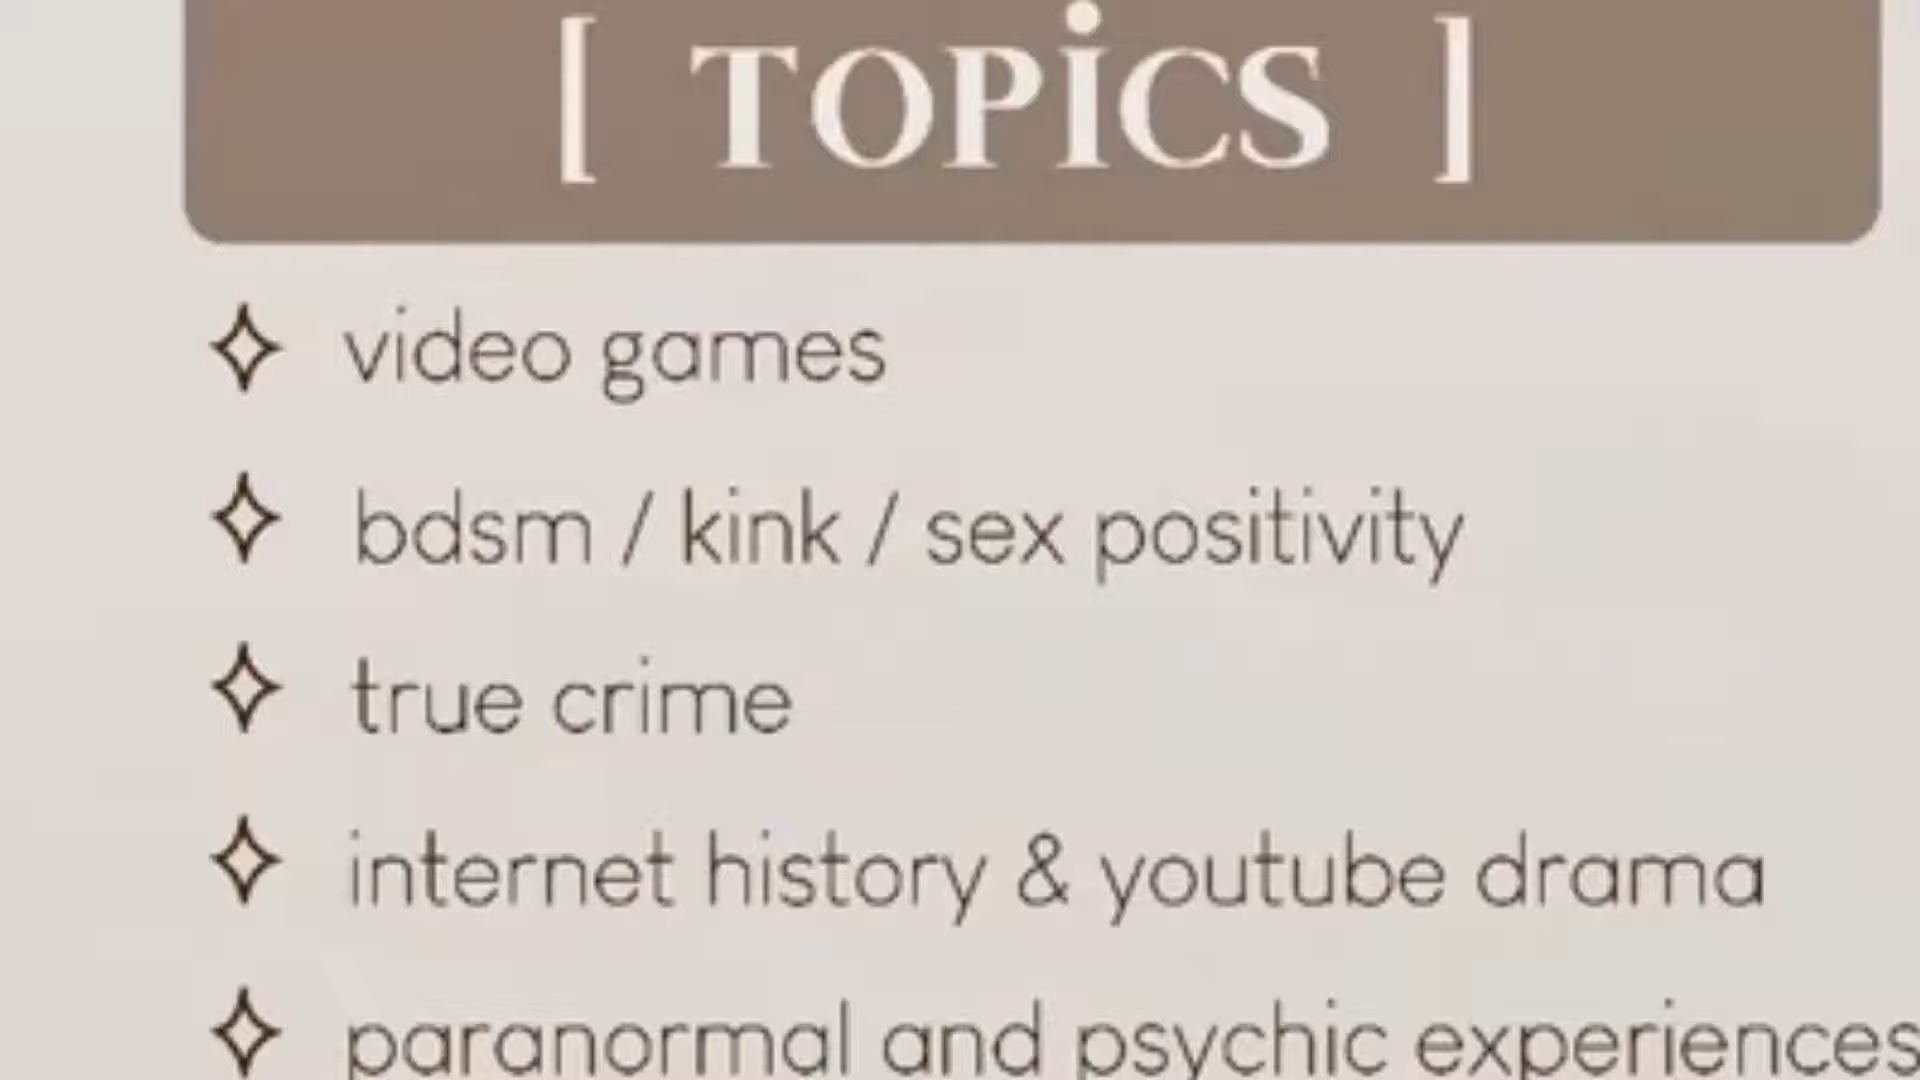 [ TOPiCS ]
video games
bdsm / kink / sex positivity
true crime
internet history & youtube drama
paranormal and psychic experiences